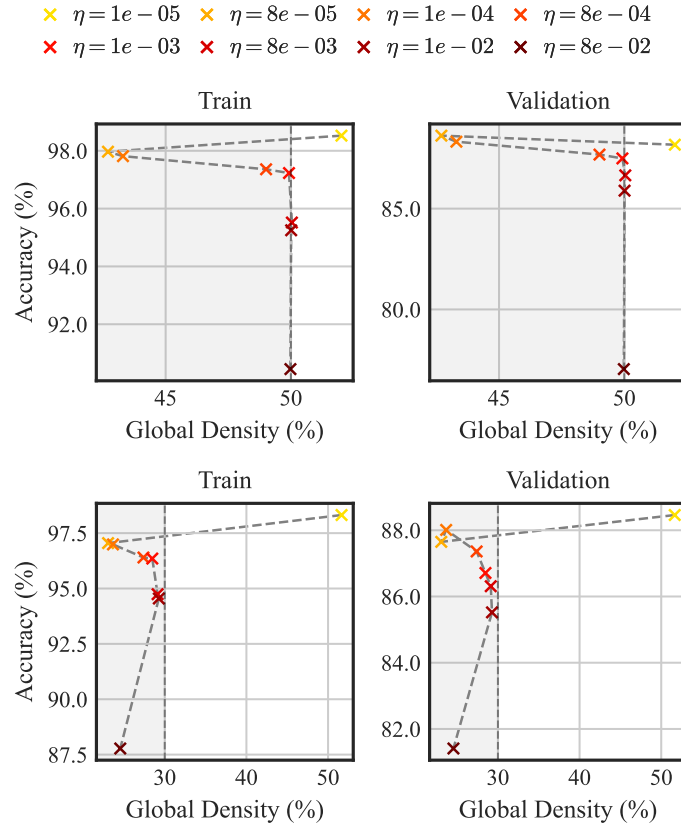 η = 1e − 05 η = 8e − 05 η = 1e − 04 η = 8e − 04
η = 1e − 03 η = 8e − 03 η = 1e − 02 η = 8e − 02
Train Validation
98.0
96.0
94.0
92.0
Accuracy (%)
85.0
80.0
45 50 45 50
Global Density (%) Global Density (%)
Train Validation
97.5
95.0
92.5
90.0
87.5
Accuracy (%)
88.0
86.0
84.0
82.0
30 40 50 30 40 50
Global Density (%) Global Density (%)